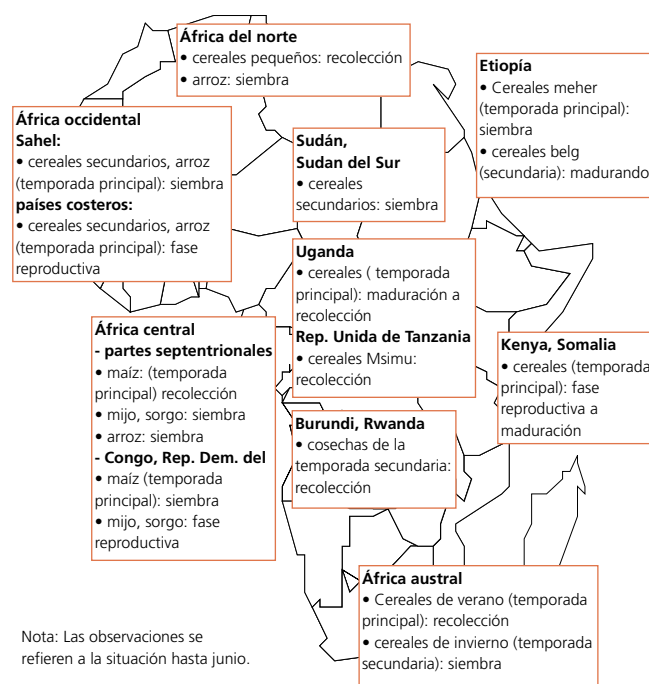 África del norte
• cereales pequeños: recolección
• arroz: siembra
Etiopía
• Cereales meher
(temporada principal):
siembra
• cereales belg
(secundaria): madurando
África occidental
Sahel:
• cereales secundarios, arroz
(temporada principal): siembra
países costeros:
• cereales secundarios, arroz
(temporada principal): fase
reproductiva
Sudán,
Sudan del Sur
• cereales
secundarios: siembra
Uganda
• cereales ( temporada
principal): maduración a
recolección
Rep. Unida de Tanzania
• cereales Msimu:
recolección
África central
- partes septentrionales
• maíz: (temporada
principal) recolección
• mijo, sorgo: siembra
• arroz: siembra
- Congo, Rep. Dem. del
• maíz (temporada
principal): siembra
• mijo, sorgo: fase
reproductiva
Kenya, Somalia
• cereales (temporada
principal): fase
reproductiva a
maduración
Burundi, Rwanda
• cosechas de la
temporada secundaria:
recolección
África austral
• Cereales de verano (temporada
principal): recolección
• cereales de invierno (temporada
secundaria): siembra
Nota: Las observaciones se
refieren a la situación hasta junio.